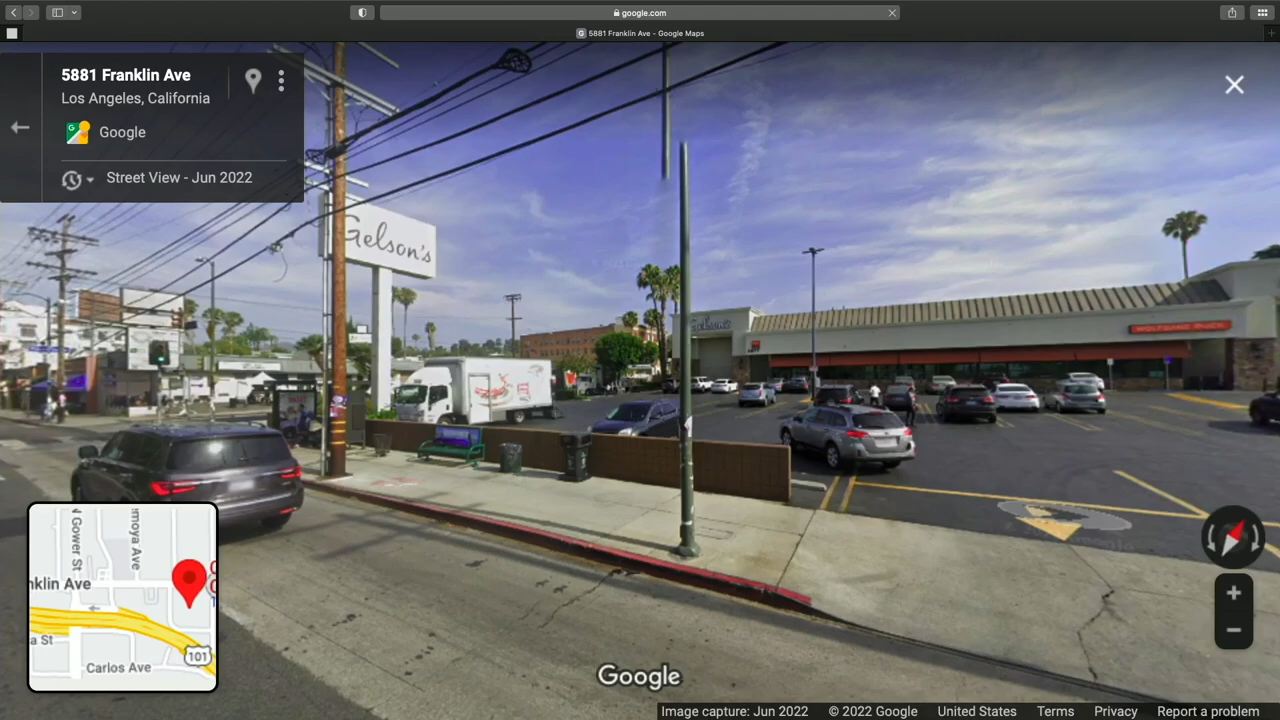 google.com
5881 Franklin Ave - Google Maps
5881 Franklin Ave
Los Angeles, California
Google
Street View - Jun 2022
Gelson's
Gelson's
WOLFGANG PUCK
N Gower St
nklin Ave
a St
Carlos Ave
101
Google
Image capture: Jun 2022
© 2022 Google
United States
Terms
Privacy
Report a problem